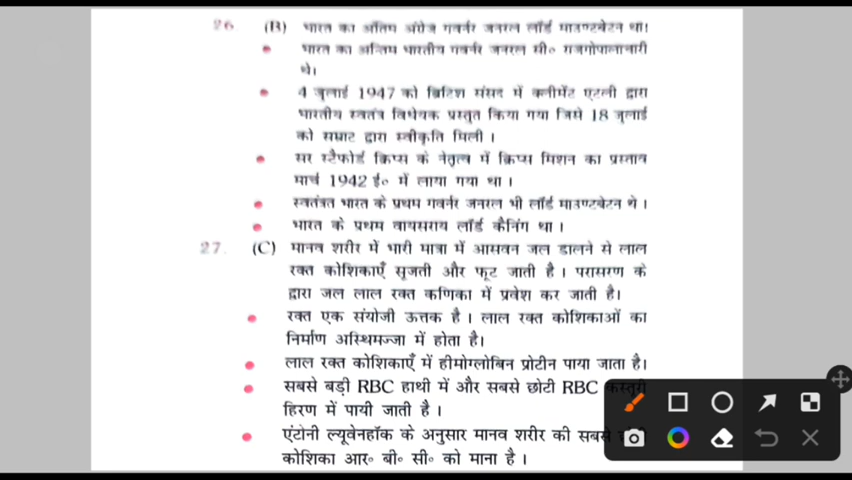 26 (B) भारत का अंतिम अंग्रेज गवर्नर जनरल लॉर्ड माउण्टबेटन था।
• भारत का अन्तिम भारतीय गवर्नर जनरल सी० राजगोपालाचारी
थे।
• 4 जुलाई 1947 को ब्रिटिश संसद में क्लीमेंट एटली द्वारा
भारतीय स्वतंत्र विधेयक प्रस्तुत किया गया जिसे 18 जुलाई
को सम्राट द्वारा स्वीकृति मिली ।
• सर स्टैफोर्ड क्रिप्स के नेतृत्व में क्रिप्स मिशन का प्रस्ताव
मार्च 1942 ई० में लाया गया था ।
• स्वतंत्रत भारत के प्रथम गवर्नर जनरल भी लॉर्ड माउण्टबेटन थे ।
• भारत के प्रथम वायसराय लॉर्ड कैनिंग था ।
27. (C) मानव शरीर में भारी मात्रा में आसवन जल डालने से लाल
रक्त कोशिकाएँ सूजती और फूट जाती है । परासरण के
द्वारा जल लाल रक्त कणिका में प्रवेश कर जाती है।
• रक्त एक संयोजी ऊत्तक है । लाल रक्त कोशिकाओं का
निर्माण अस्थिमज्जा में होता है।
• लाल रक्त कोशिकाएँ में हीमोग्लोबिन प्रोटीन पाया जाता है।
• सबसे बड़ी RBC हाथी में और सबसे छोटी RBC कस्तूरी
हिरण में पायी जाती है ।
• एंटोनी ल्यूवेनहॉक के अनुसार मानव शरीर की सबसे
कोशिका आर० बी० सी० को माना है ।